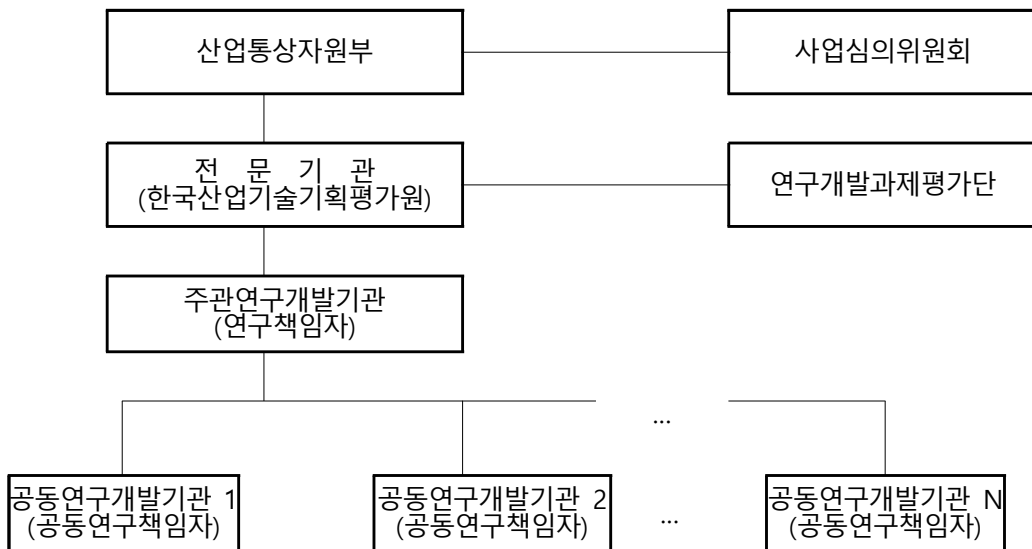 산업통상자원부
사업심의위원회
전 문 기 관
(한국산업기술기획평가원)
연구개발과제평가단
주관연구개발기관
(연구책임자)
...
공동연구개발기관 1
(공동연구책임자)
공동연구개발기관 2
(공동연구책임자)
...
공동연구개발기관 N
(공동연구책임자)